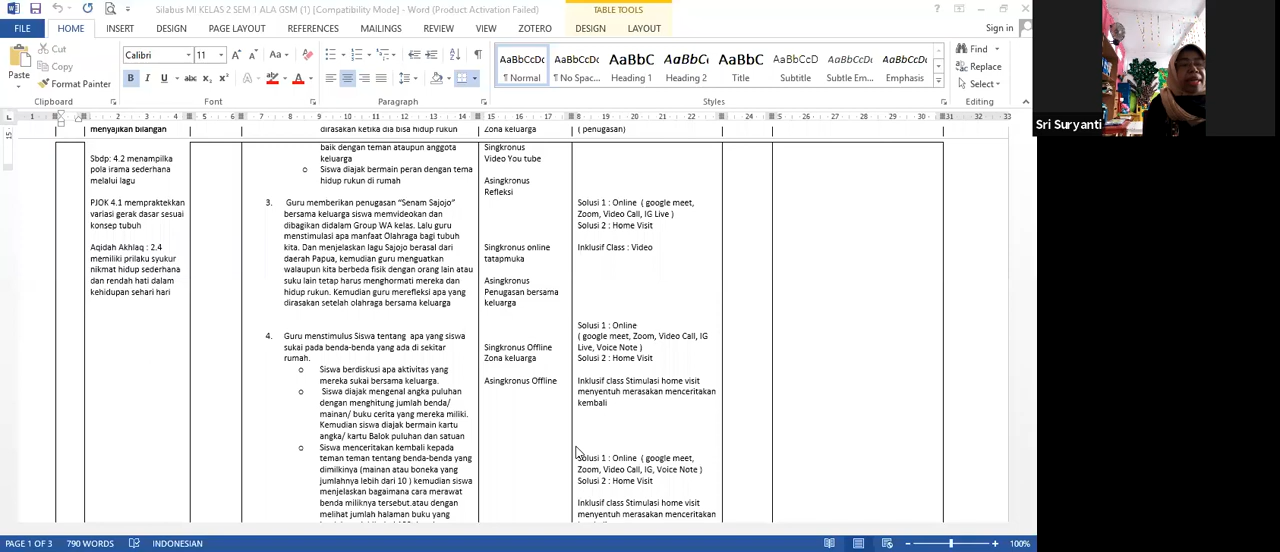 Silabus MI KELAS 2 SEM 1 ALA GSM (1) [Compatibility Mode] - Word (Product Activation Failed)
TABLE TOOLS
FILE HOME INSERT DESIGN PAGE LAYOUT REFERENCES MAILINGS REVIEW VIEW ZOTERO DESIGN LAYOUT Sign in
Paste
Cut
Copy
Format Painter
Clipboard
Calibri 11
Font
Paragraph
AaBbCcDc AaBbCcDc AaBbC AaBbCc AaBbC AaBbCcD AaBbCcDc AaBbCcDc
¶ Normal ¶ No Spac... Heading 1 Heading 2 Title Subtitle Subtle Em... Emphasis
Styles
Find
Replace
Select
Editing
menyajikan bilangan
Sbdp: 4.2 menampilka
pola irama sederhana
melalui lagu
PJOK 4.1 mempraktekkan
variasi gerak dasar sesuai
konsep tubuh
Aqidah Akhlaq : 2.4
memiliki prilaku syukur
nikmat hidup sederhana
dan rendah hati dalam
kehidupan sehari hari
dirasakan ketika dia bisa hidup rukun
baik dengan teman ataupun anggota
keluarga
o Siswa diajak bermain peran dengan tema
hidup rukun di rumah
3. Guru memberikan penugasan “Senam Sajojo”
bersama keluarga siswa memvideokan dan
dibagikan didalam Group WA kelas. Lalu guru
menstimulasi apa manfaat Olahraga bagi tubuh
kita. Dan menjelaskan lagu Sajojo berasal dari
daerah Papua, kemudian guru menguatkan
walaupun kita berbeda fisik dengan orang lain atau
suku lain tetap harus menghormati mereka dan
hidup rukun. Kemudian guru merefleksi apa yang
dirasakan setelah olahraga bersama keluarga
4. Guru menstimulus Siswa tentang apa yang siswa
sukai pada benda-benda yang ada di sekitar
rumah.
o Siswa berdiskusi apa aktivitas yang
mereka sukai bersama keluarga.
o Siswa diajak mengenal angka puluhan
dengan menghitung jumlah benda/
mainan/ buku cerita yang mereka miliki.
Kemudian siswa diajak bermain kartu
angka/ kartu Balok puluhan dan satuan
o Siswa menceritakan kembali kepada
teman teman tentang benda-benda yang
dimilkinya (mainan atau boneka yang
jumlahnya lebih dari 10 ) kemudian siswa
menjelaskan bagaimana cara merawat
benda miliknya tersebut.atau dengan
melihat jumlah halaman buku yang
Zona keluarga
Singkronus
Video You tube
Asingkronus
Refleksi
Singkronus online
tatapmuka
Asingkronus
Penugasan bersama
keluarga
Singkronus Offline
Zona keluarga
Asingkronus Offline
( penugasan)
Solusi 1 : Online ( google meet,
Zoom, Video Call, IG Live )
Solusi 2 : Home Visit
Inklusif Class : Video
Solusi 1 : Online
( google meet, Zoom, Video Call, IG
Live, Voice Note )
Solusi 2 : Home Visit
Inklusif class Stimulasi home visit
menyentuh merasakan menceritakan
kembali
Solusi 1 : Online ( google meet,
Zoom, Video Call, IG, Voice Note )
Solusi 2 : Home Visit
Inklusif class Stimulasi home visit
menyentuh merasakan menceritakan
Sri Suryanti
PAGE 1 OF 3 790 WORDS INDONESIAN 100%